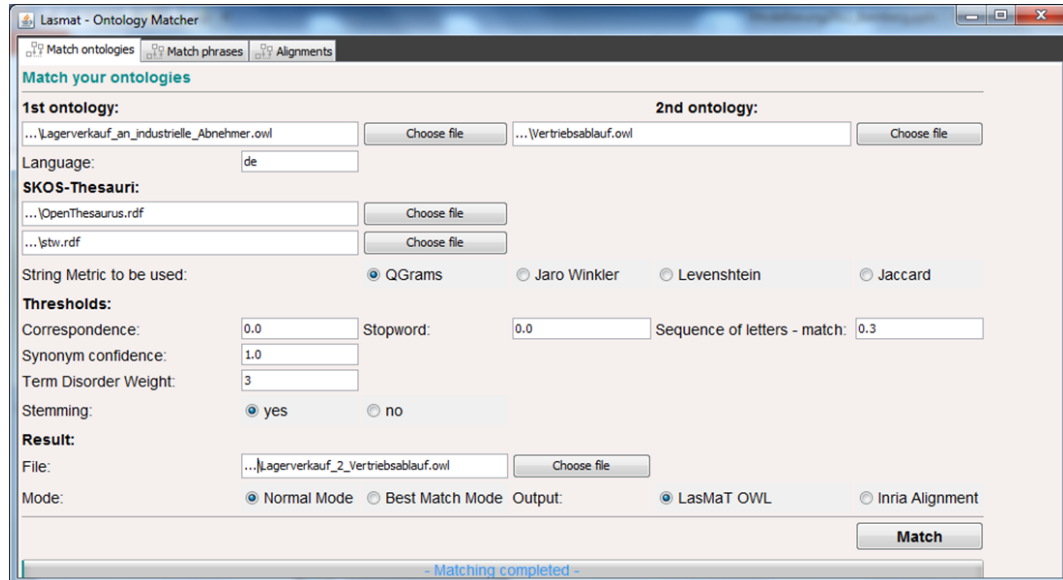 Lasmat - Ontology Matcher
Match ontologies Match phrases Alignments
Match your ontologies
1st ontology: 2nd ontology:
...\Lagerverkauf_an_industrielle_Abnehmer.owl Choose file ...\Vertriebsablauf.owl Choose file
Language: de
SKOS-Thesauri:
...\OpenThesaurus.rdf Choose file
...\stw.rdf Choose file
String Metric to be used: QGrams Jaro Winkler Levenshtein Jaccard
Thresholds:
Correspondence: 0.0 Stopword: 0.0 Sequence of letters - match: 0.3
Synonym confidence: 1.0
Term Disorder Weight: 3
Stemming: yes no
Result:
File: ...\Lagerverkauf_2_Vertriebsablauf.owl Choose file
Mode: Normal Mode Best Match Mode Output: LasMaT OWL Inria Alignment
Match
- Matching completed -